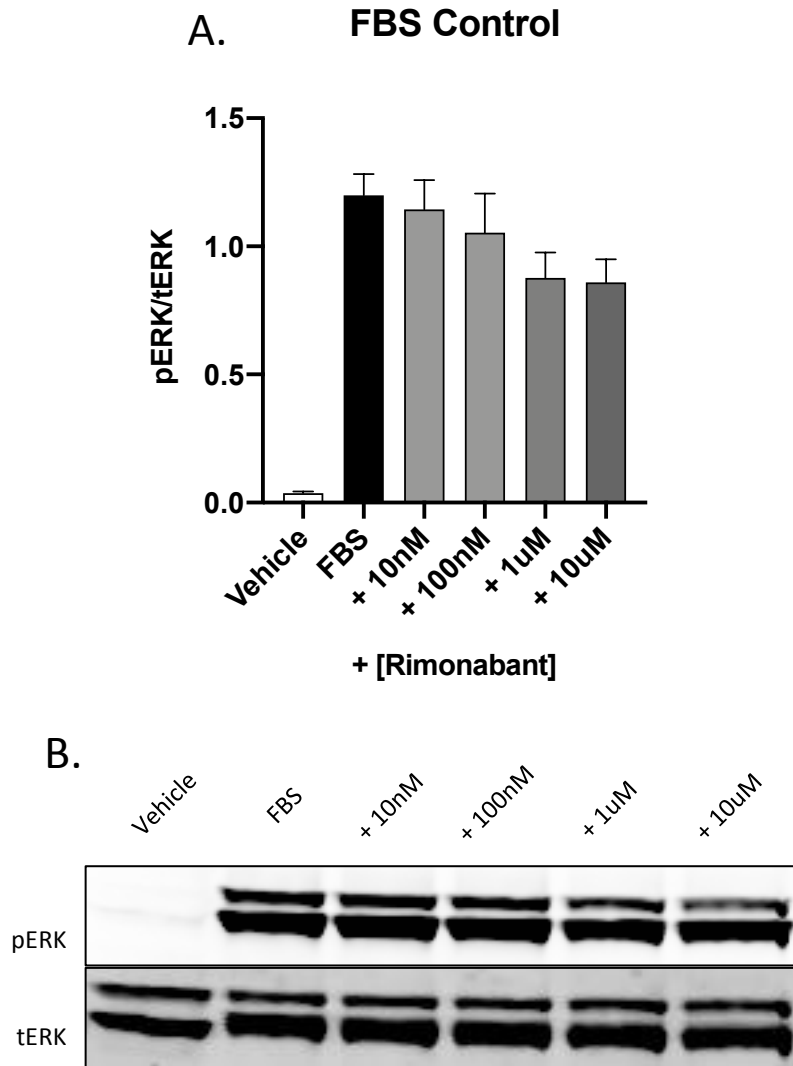 A.
FBS Control
1.5
1.0
0.5
0.0
pERK/tERK
Vehicle
FBS
+ 10nM
+ 100nM
+ 1uM
+ 10uM
+ [Rimonabant]
B.
Vehicle
FBS
+ 10nM
+ 100nM
+ 1uM
+ 10uM
pERK
tERK